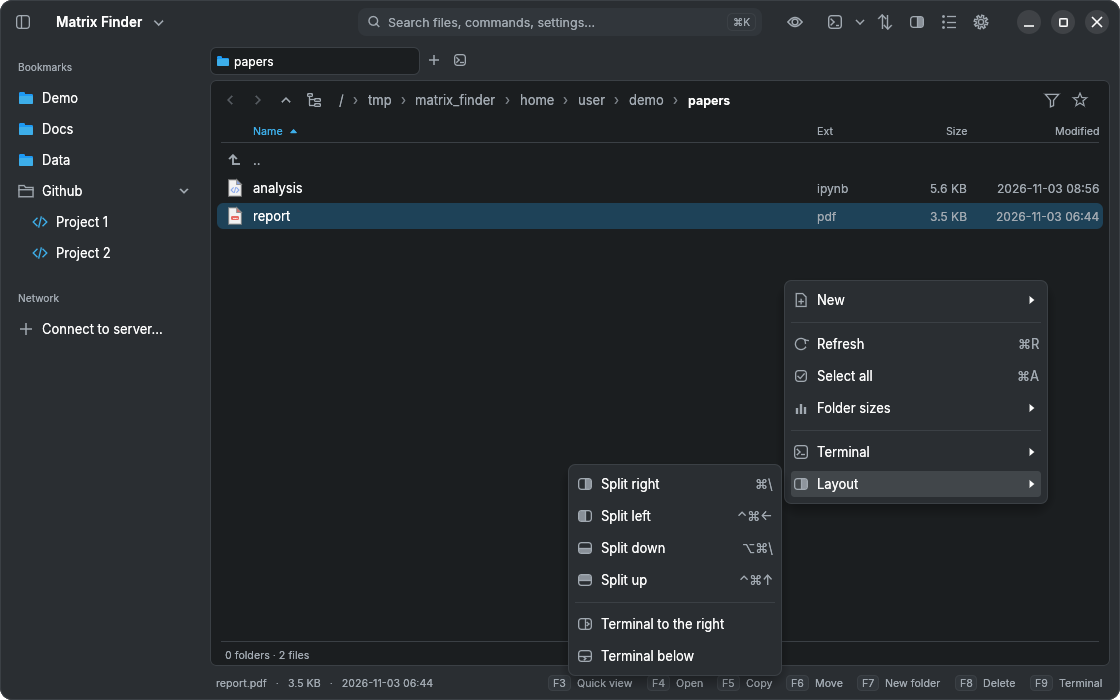 Matrix Finder
Search files, commands, settings... ⌘K
Bookmarks
Demo
Docs
Data
Github
Project 1
Project 2
Network
Connect to server...
papers
/ › tmp › matrix_finder › home › user › demo › papers
Name Ext Size Modified
..
analysis ipynb 5.6 KB 2026-11-03 08:56
report pdf 3.5 KB 2026-11-03 06:44
New
Refresh ⌘R
Select all ⌘A
Folder sizes
Terminal
Layout
Split right ⌘\
Split left ^⌘←
Split down ⌥⌘\
Split up ^⌘↑
Terminal to the right
Terminal below
0 folders · 2 files
report.pdf · 3.5 KB · 2026-11-03 06:44
F3 Quick view F4 Open F5 Copy F6 Move F7 New folder F8 Delete F9 Terminal